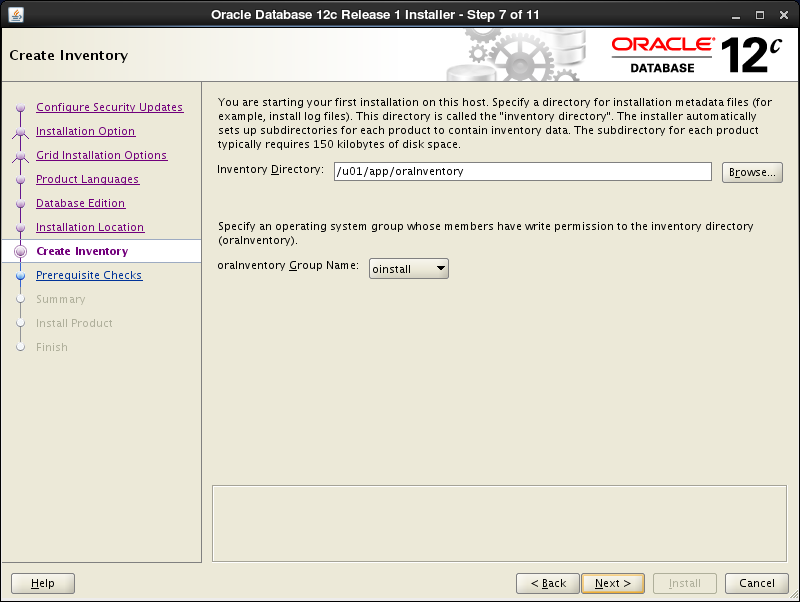 Oracle Database 12c Release 1 Installer - Step 7 of 11
Create Inventory
ORACLE
DATABASE
12c
Configure Security Updates
Installation Option
Grid Installation Options
Product Languages
Database Edition
Installation Location
Create Inventory
Prerequisite Checks
Summary
Install Product
Finish
You are starting your first installation on this host. Specify a directory for installation metadata files (for
example, install log files). This directory is called the "inventory directory". The installer automatically
sets up subdirectories for each product to contain inventory data. The subdirectory for each product
typically requires 150 kilobytes of disk space.
Inventory Directory: /u01/app/oraInventory Browse...
Specify an operating system group whose members have write permission to the inventory directory
(oraInventory).
oraInventory Group Name: oinstall
Help < Back Next > Install Cancel